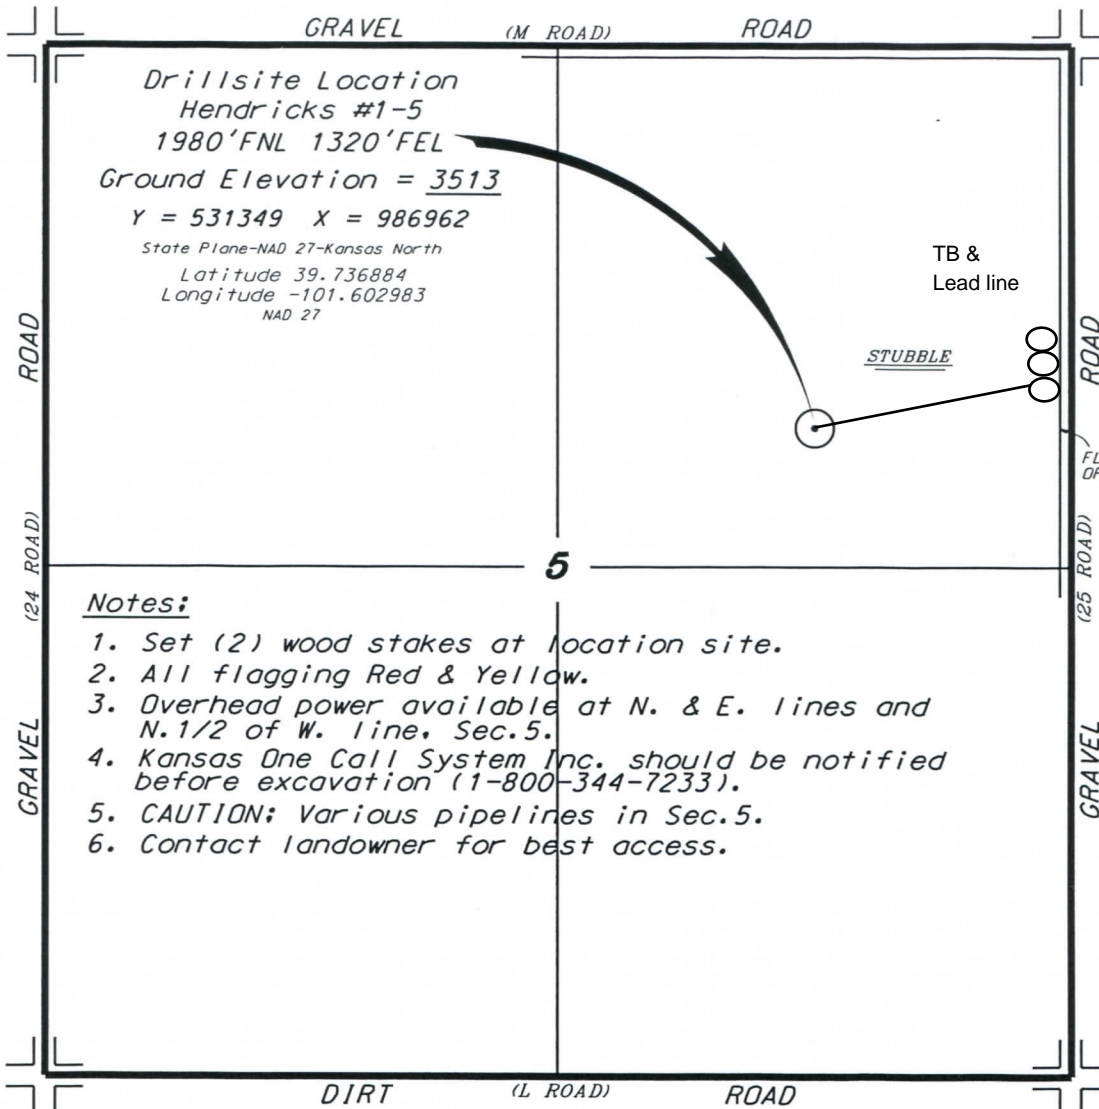 GRAVEL (M ROAD) ROAD
Drillsite Location
Hendricks #1-5
1980'FNL 1320'FEL
Ground Elevation = 3513
Y = 531349 X = 986962
State Plane-NAD 27-Kansas North
Latitude 39.736884
Longitude -101.602983
NAD 27
TB &
Lead line
STUBBLE
ROAD
(24 ROAD)
GRAVEL
ROAD
(25 ROAD)
GRAVEL
5
Notes:
1. Set (2) wood stakes at location site.
2. All flagging Red & Yellow.
3. Overhead power available at N. & E. lines and
N.1/2 of W. line, Sec.5.
4. Kansas One Call System Inc. should be notified
before excavation (1-800-344-7233).
5. CAUTION: Various pipelines in Sec.5.
6. Contact landowner for best access.
DIRT (L ROAD) ROAD